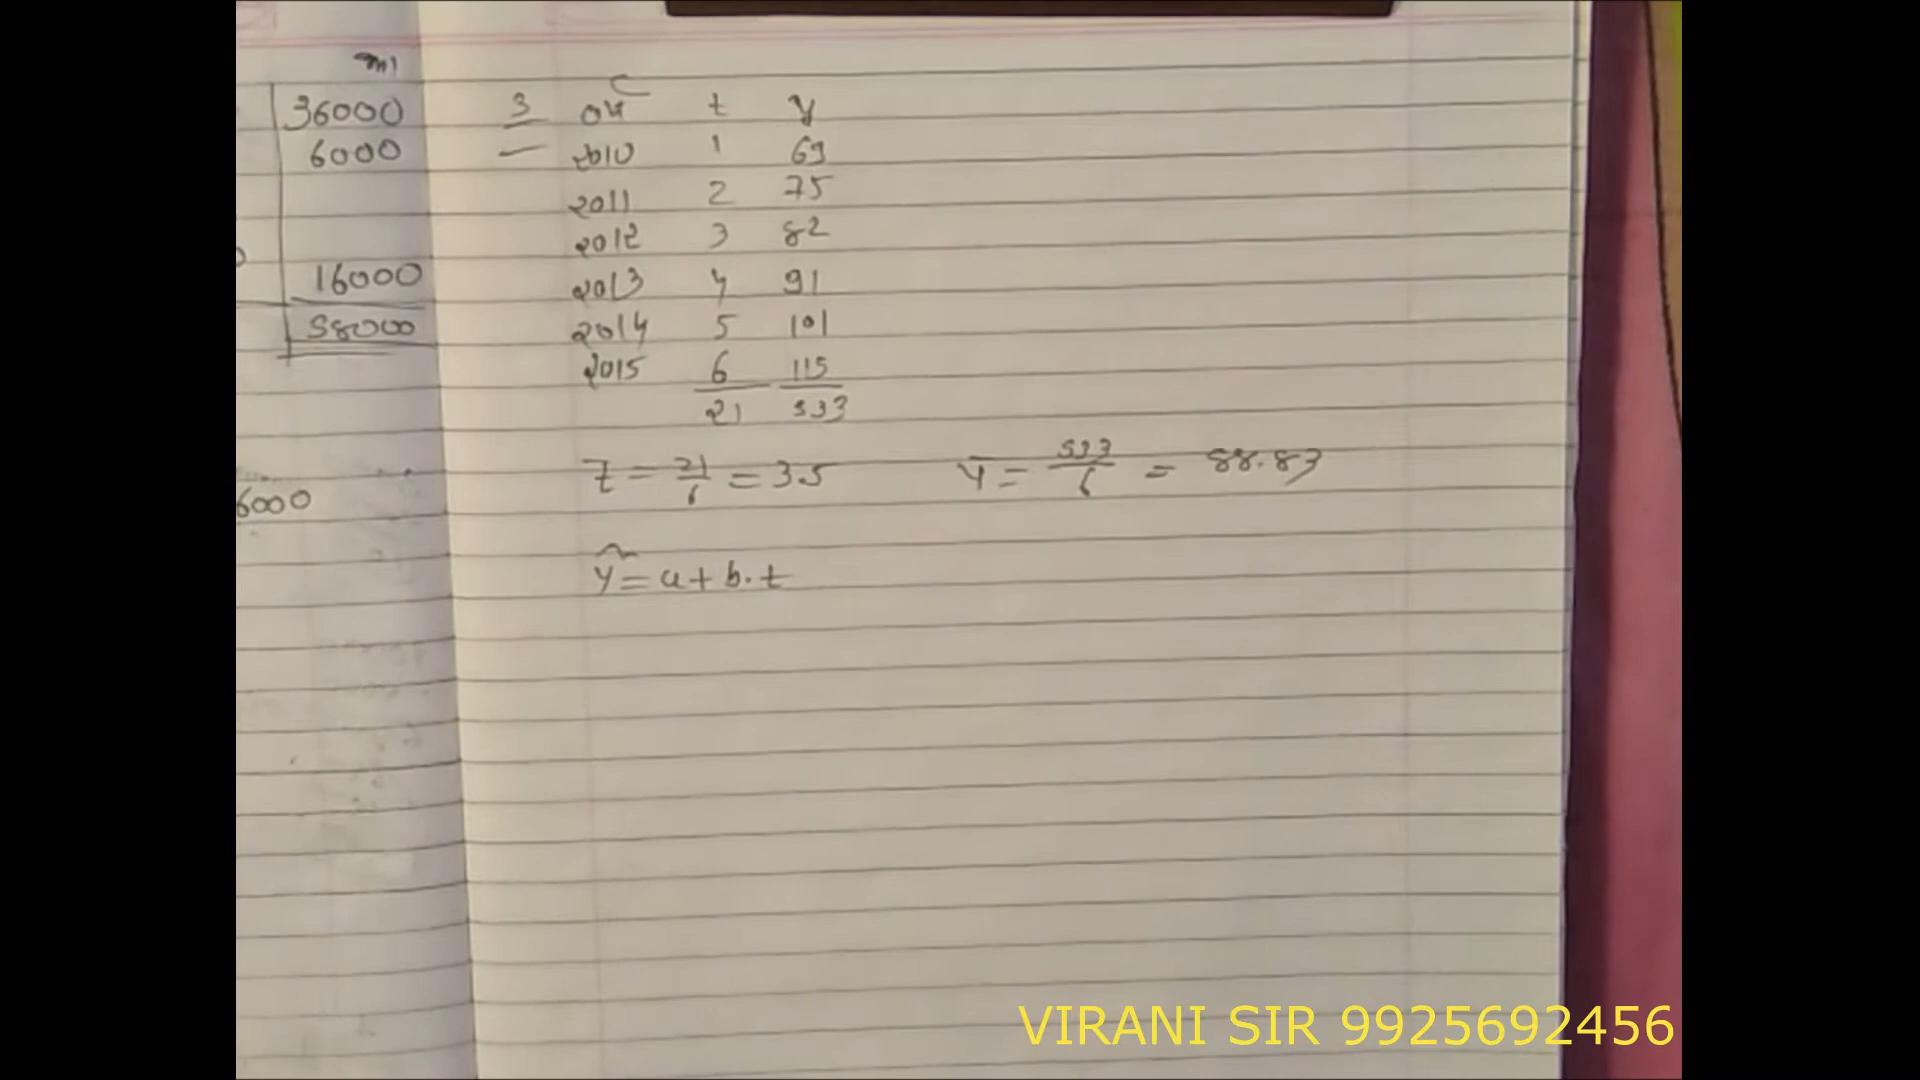 36000
6000
16000
58000
6000
3 વર્ષ t y
2010 1 69
2011 2 75
2012 3 82
2013 4 91
2014 5 101
2015 6 115
21 533
t̄ = 21/6 = 3.5 ȳ = 533/6 = 88.83
ŷ = a + b.t
VIRANI SIR 9925692456